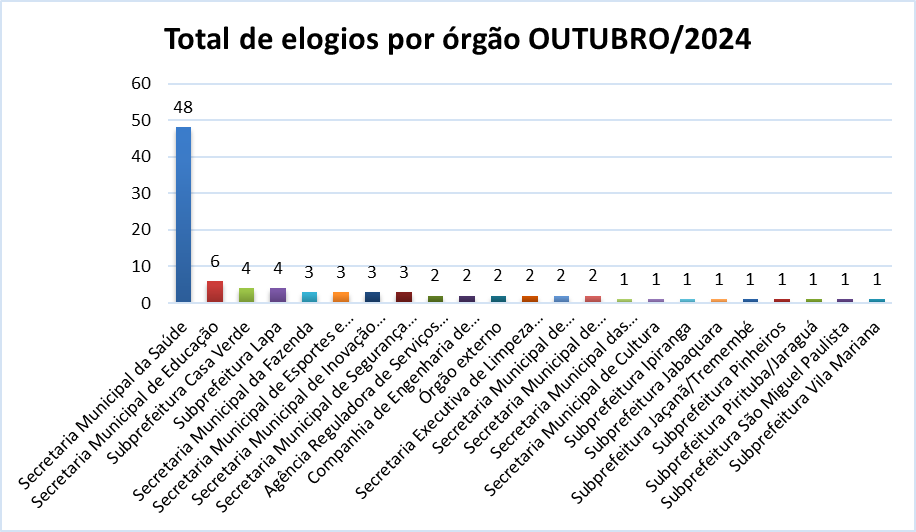 Total de elogios por órgão OUTUBRO/2024
60
50
40
30
20
10
0
48
6
4
4
3
3
3
3
2
2
2
2
2
2
1
1
1
1
1
1
1
1
1
Secretaria Municipal da Saúde
Secretaria Municipal de Educação
Subprefeitura Casa Verde
Subprefeitura Lapa
Secretaria Municipal da Fazenda
Secretaria Municipal de Esportes e...
Secretaria Municipal de Inovação...
Secretaria Municipal de Segurança...
Agência Reguladora de Serviços...
Companhia de Engenharia de...
Órgão externo
Secretaria Executiva de Limpeza...
Secretaria Municipal de...
Secretaria Municipal de...
Secretaria Municipal das...
Secretaria Municipal de Cultura
Subprefeitura Ipiranga
Subprefeitura Jabaquara
Subprefeitura Jaçanã/Tremembé
Subprefeitura Pinheiros
Subprefeitura Pirituba/Jaraguá
Subprefeitura São Miguel Paulista
Subprefeitura Vila Mariana